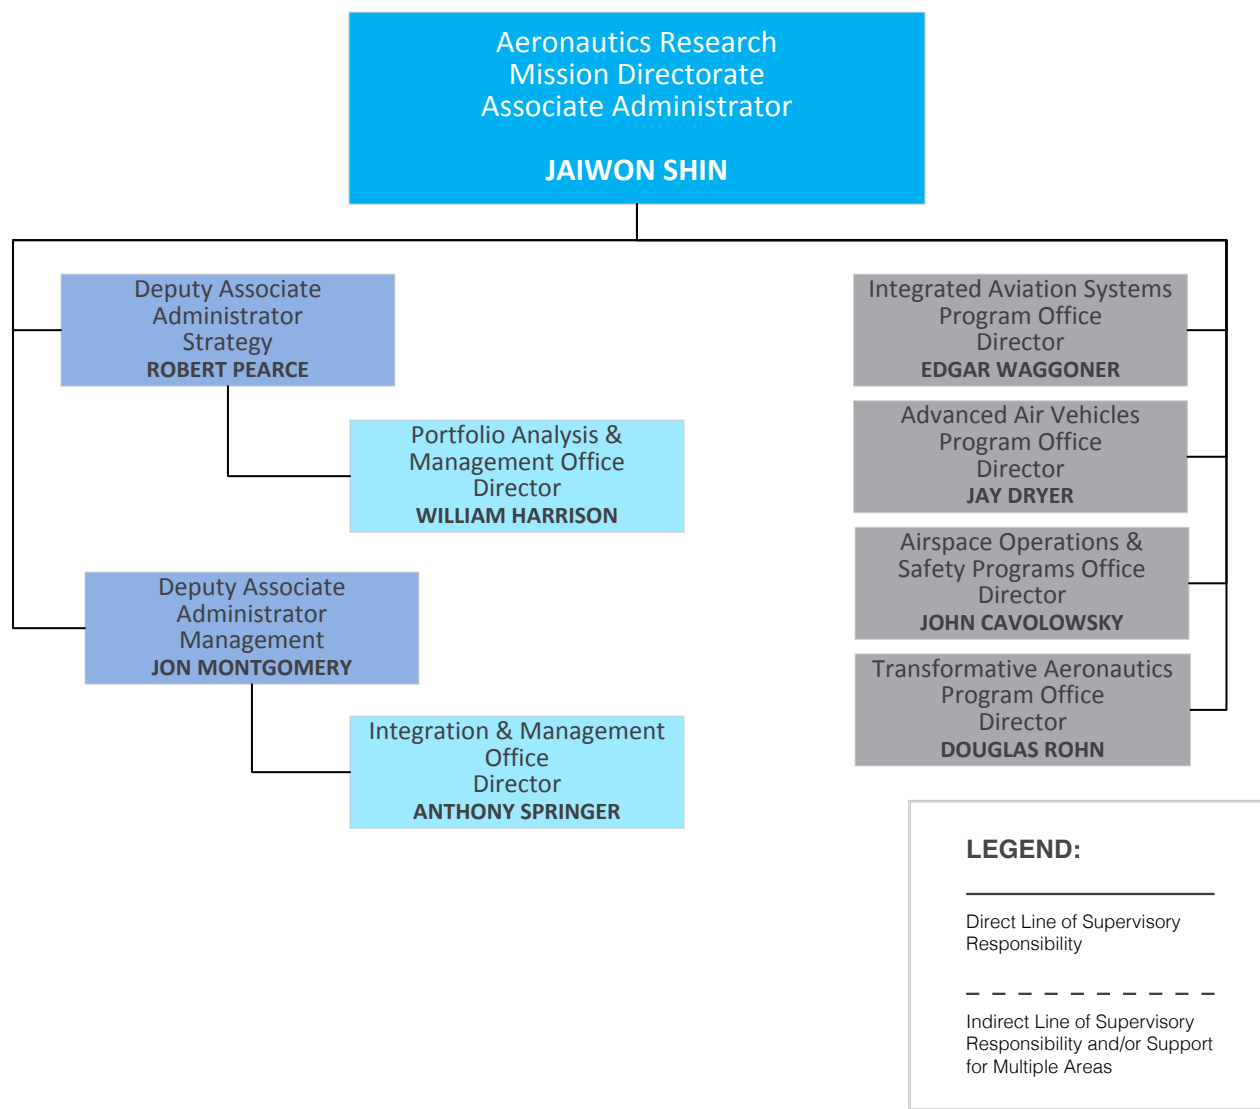 Aeronautics Research
Mission Directorate
Associate Administrator
JAIWON SHIN
Deputy Associate
Administrator
Strategy
ROBERT PEARCE
Portfolio Analysis &
Management Office
Director
WILLIAM HARRISON
Deputy Associate
Administrator
Management
JON MONTGOMERY
Integration & Management
Office
Director
ANTHONY SPRINGER
Integrated Aviation Systems
Program Office
Director
EDGAR WAGGONER
Advanced Air Vehicles
Program Office
Director
JAY DRYER
Airspace Operations &
Safety Programs Office
Director
JOHN CAVOLOWSKY
Transformative Aeronautics
Program Office
Director
DOUGLAS ROHN
LEGEND:
Direct Line of Supervisory
Responsibility
Indirect Line of Supervisory
Responsibility and/or Support
for Multiple Areas